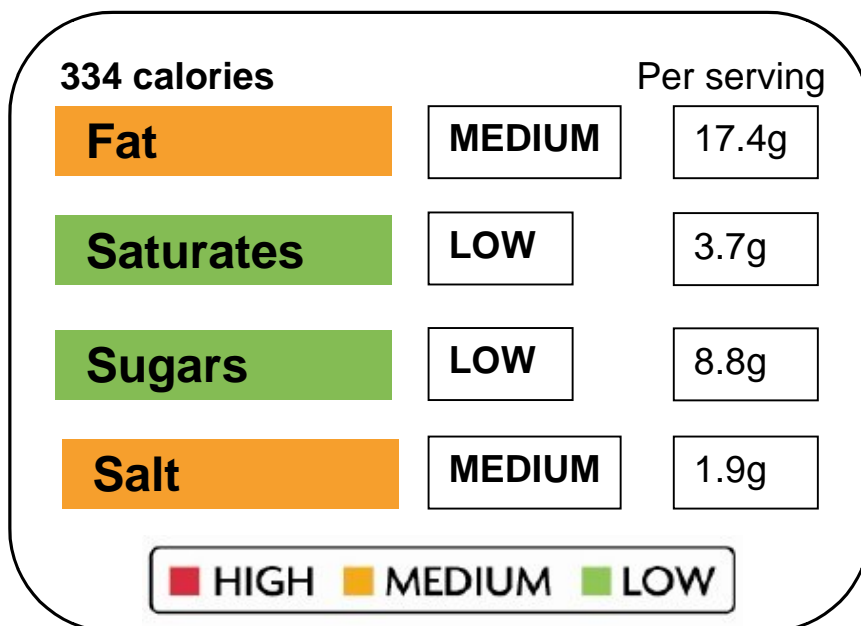 334 calories Per serving
Fat MEDIUM 17.4g
Saturates LOW 3.7g
Sugars LOW 8.8g
Salt MEDIUM 1.9g
HIGH MEDIUM LOW